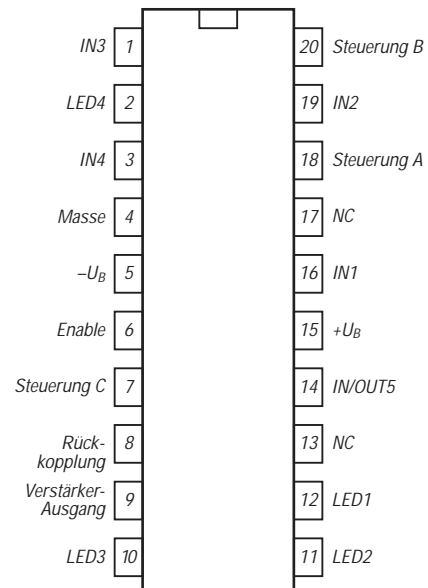 IN3 1 20 Steuerung B
LED4 2 19 IN2
IN4 3 18 Steuerung A
Masse 4 17 NC
–UB 5 16 IN1
Enable 6 15 +UB
Steuerung C 7 14 IN/OUT5
Rück-
kopplung 8 13 NC
Verstärker-
Ausgang 9 12 LED1
LED3 10 11 LED2